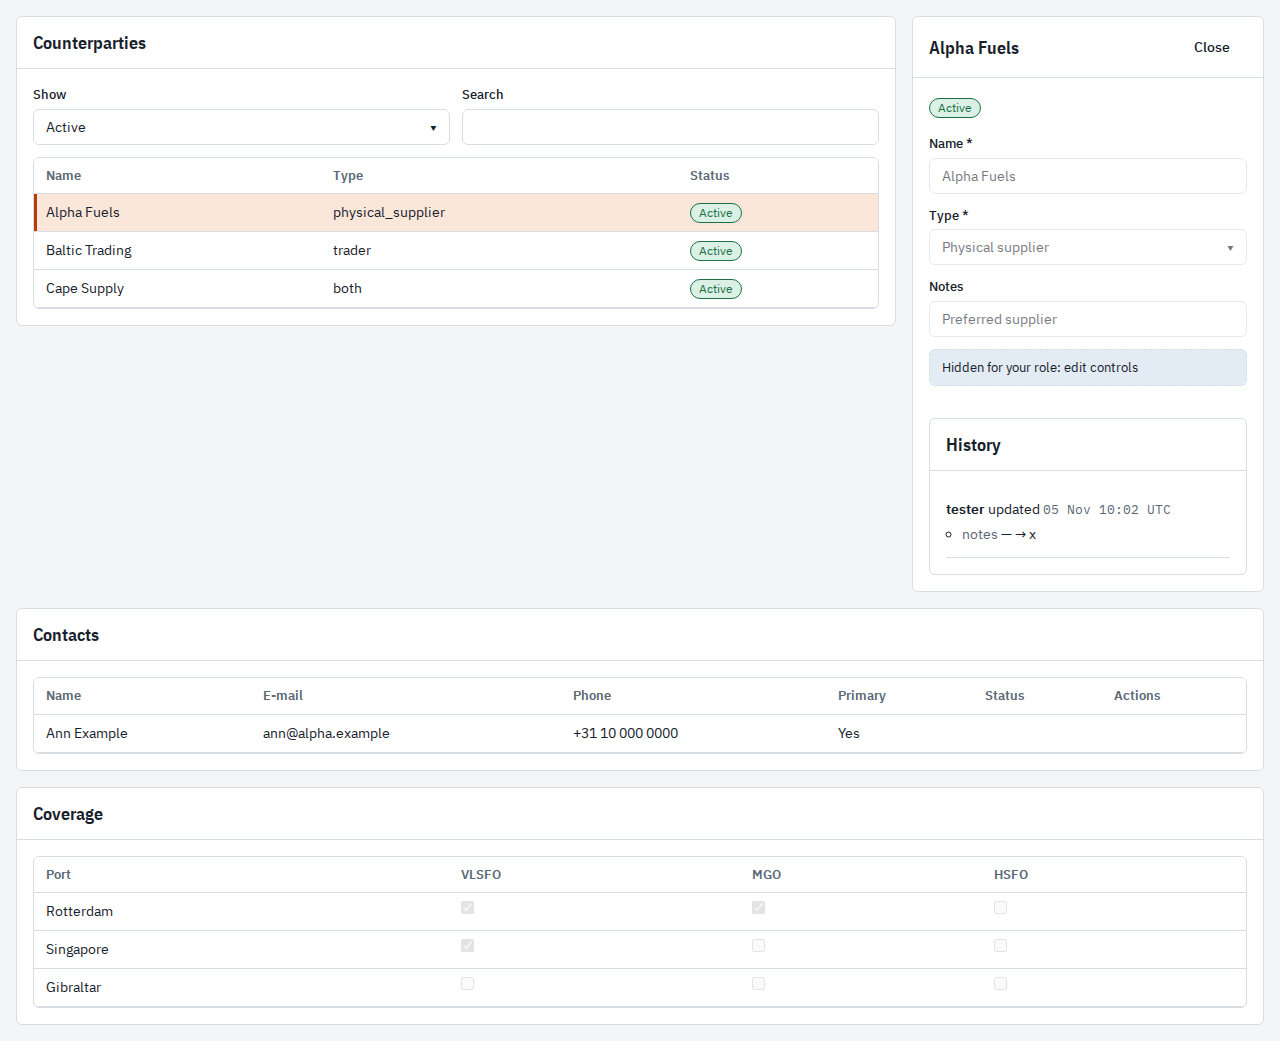 Counterparties
Show
Search
Active
Name Type Status
Alpha Fuels physical_supplier Active
Baltic Trading trader Active
Cape Supply both Active
Alpha Fuels Close
Active
Name *
Alpha Fuels
Type *
Physical supplier
Notes
Preferred supplier
Hidden for your role: edit controls
History
tester updated 05 Nov 10:02 UTC
notes — → x
Contacts
Name E-mail Phone Primary Status Actions
Ann Example ann@alpha.example +31 10 000 0000 Yes
Coverage
Port VLSFO MGO HSFO
Rotterdam
Singapore
Gibraltar